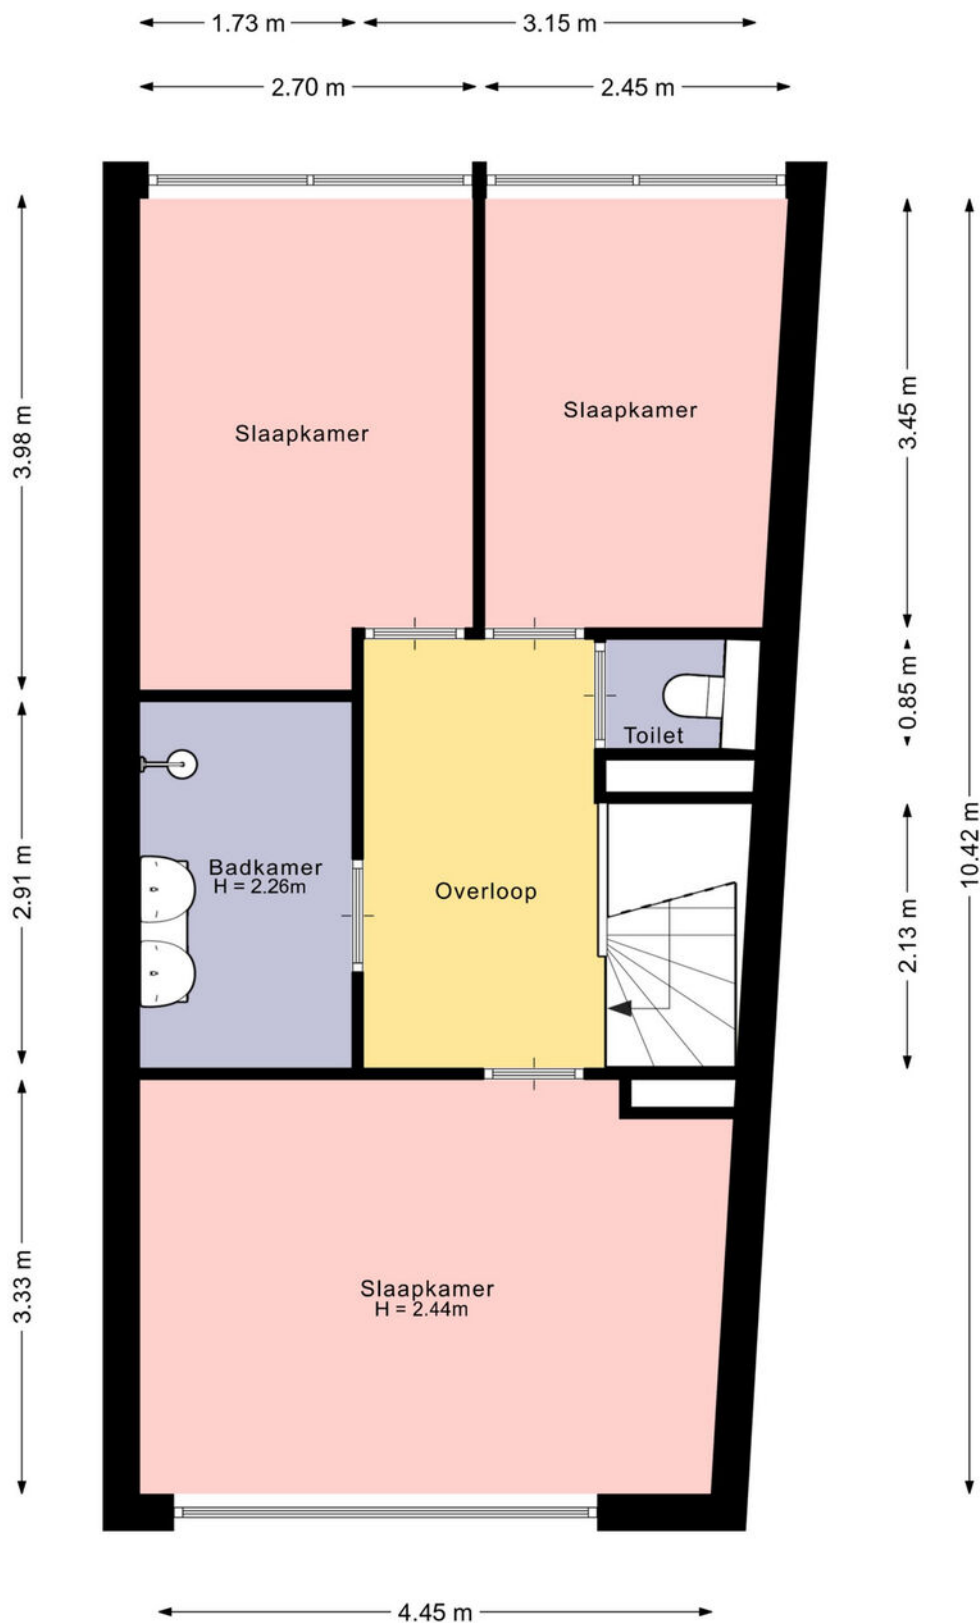 1.73 m
3.15 m
2.70 m
2.45 m
3.98 m
3.45 m
Slaapkamer
Slaapkamer
0.85 m
Toilet
2.91 m
Badkamer
H = 2.26m
Overloop
2.13 m
10.42 m
3.33 m
Slaapkamer
H = 2.44m
4.45 m